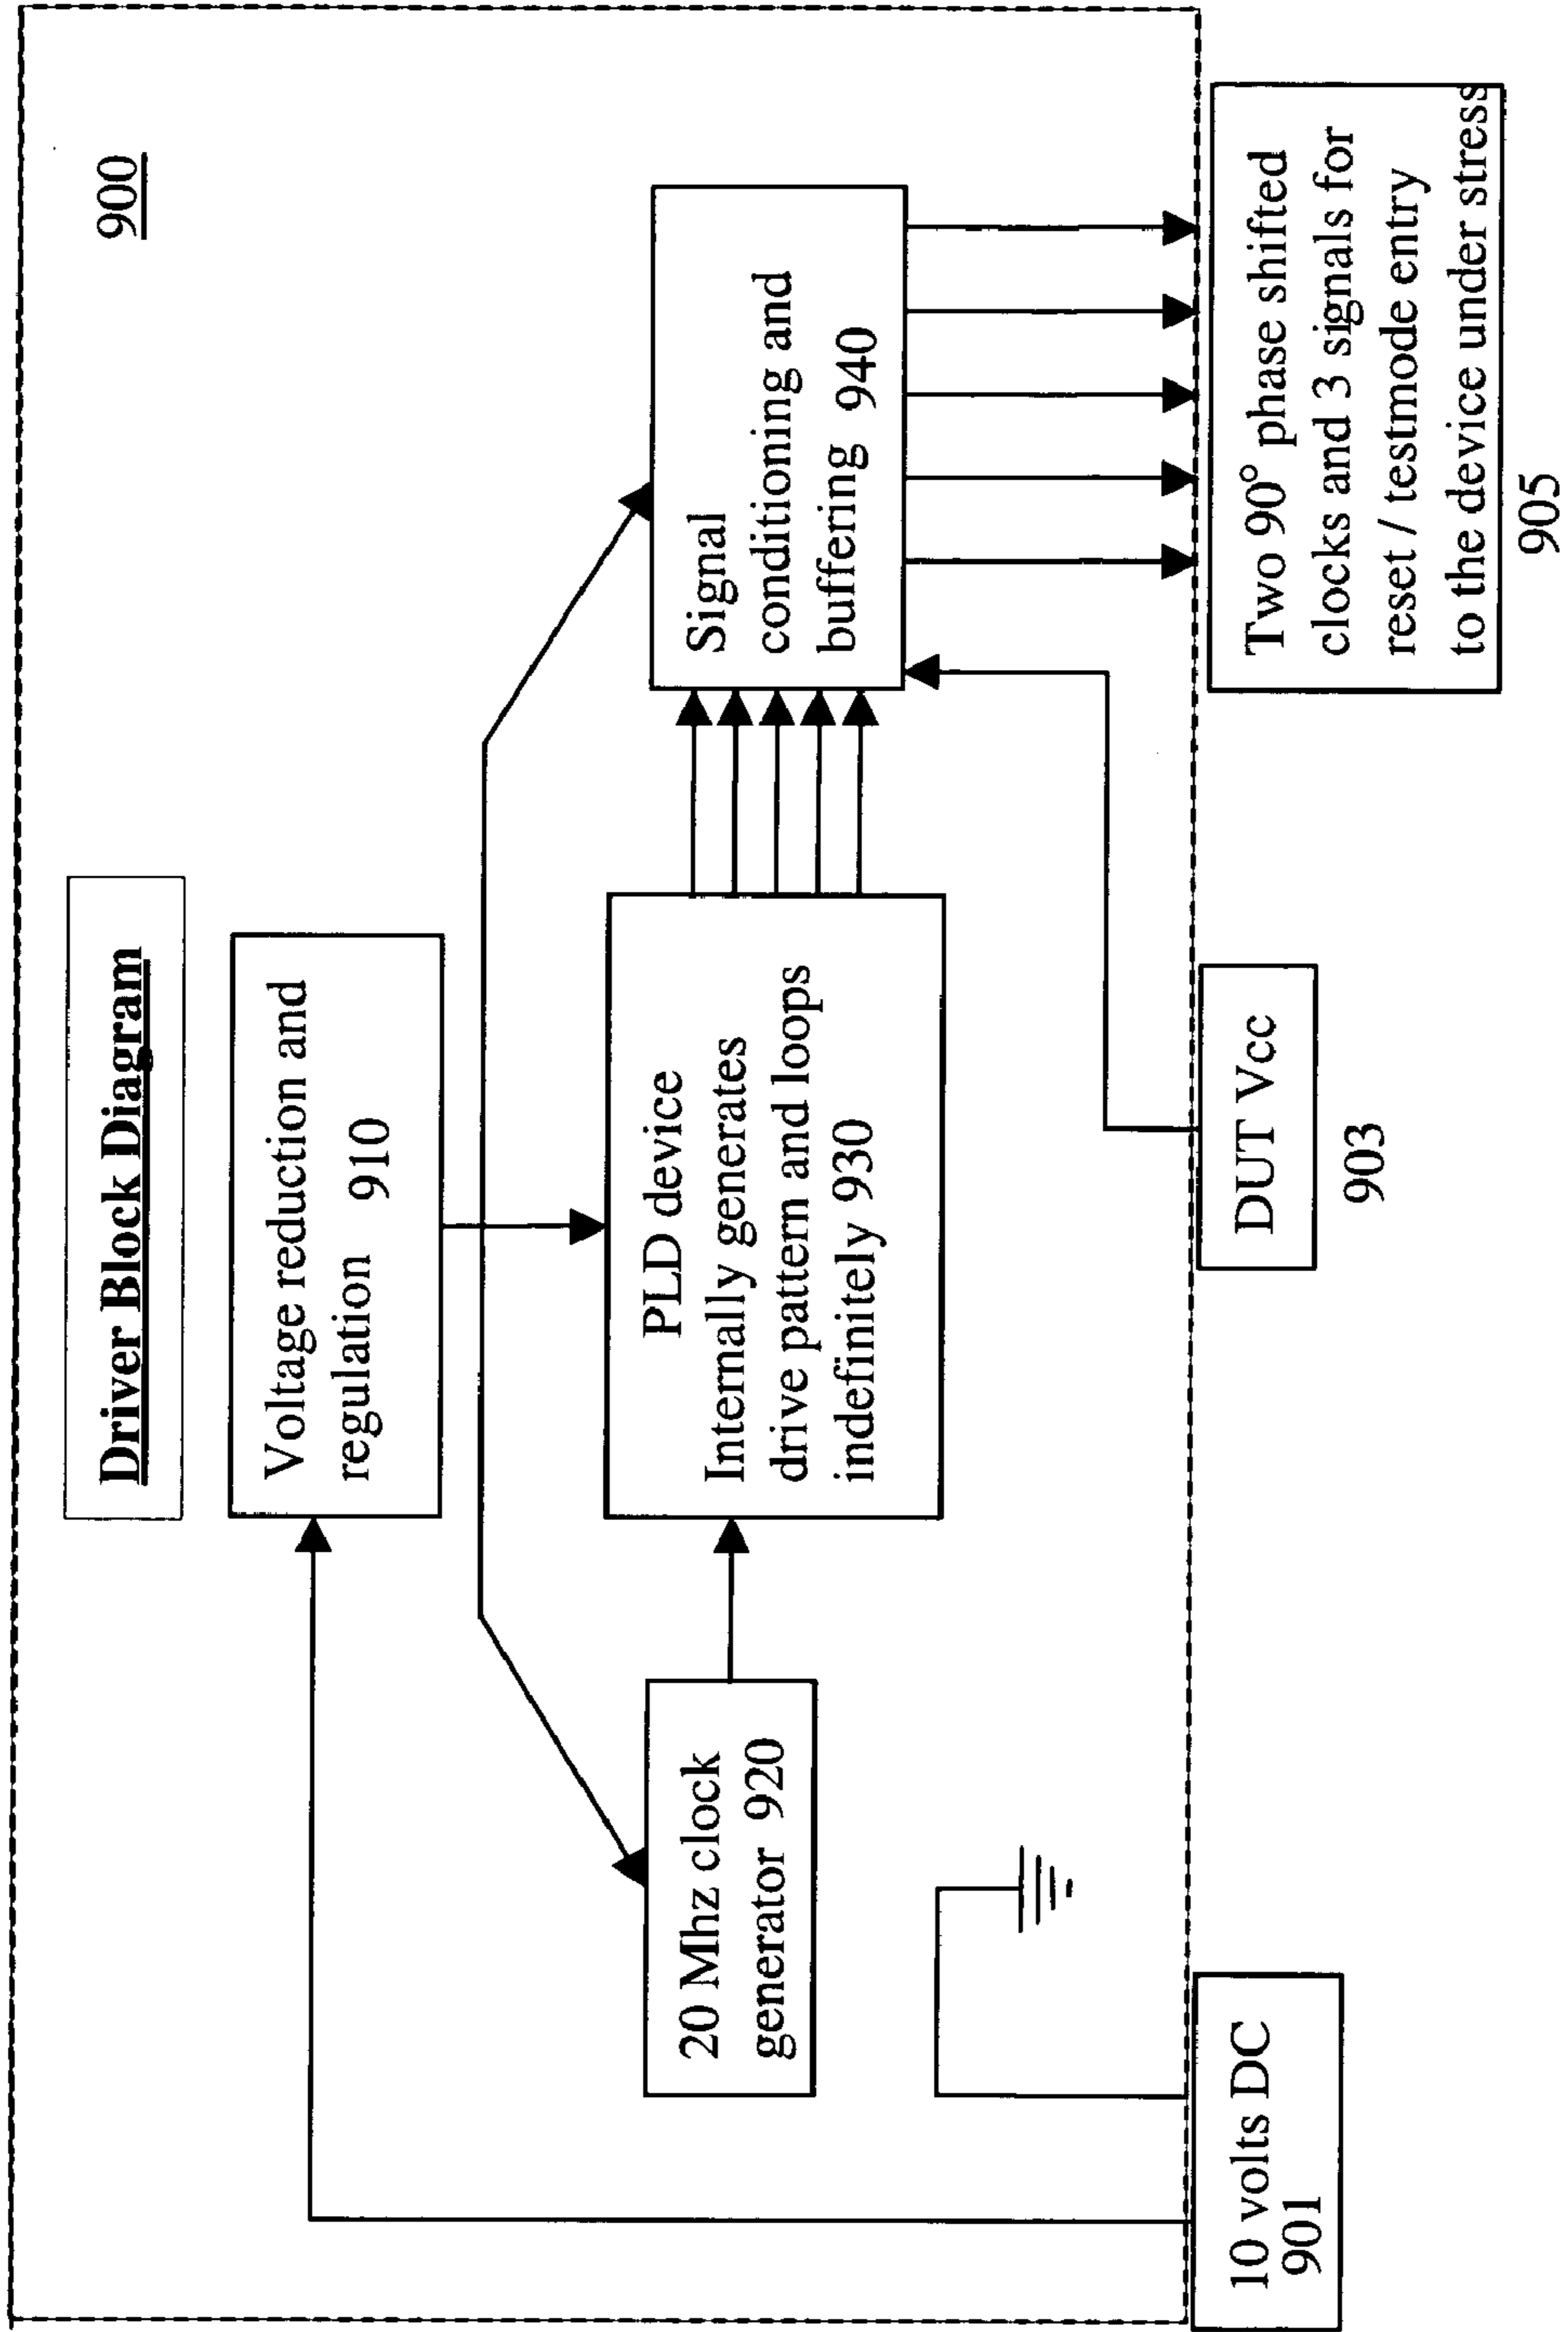 900
Driver Block Diagram
Voltage reduction and
regulation 910
20 Mhz clock
generator 920
PLD device
Internally generates
drive pattern and loops
indefinitely 930
Signal
conditioning and
buffering 940
10 volts DC
901
DUT Vcc
903
Two 90° phase shifted
clocks and 3 signals for
reset / testmode entry
to the device under stress
905